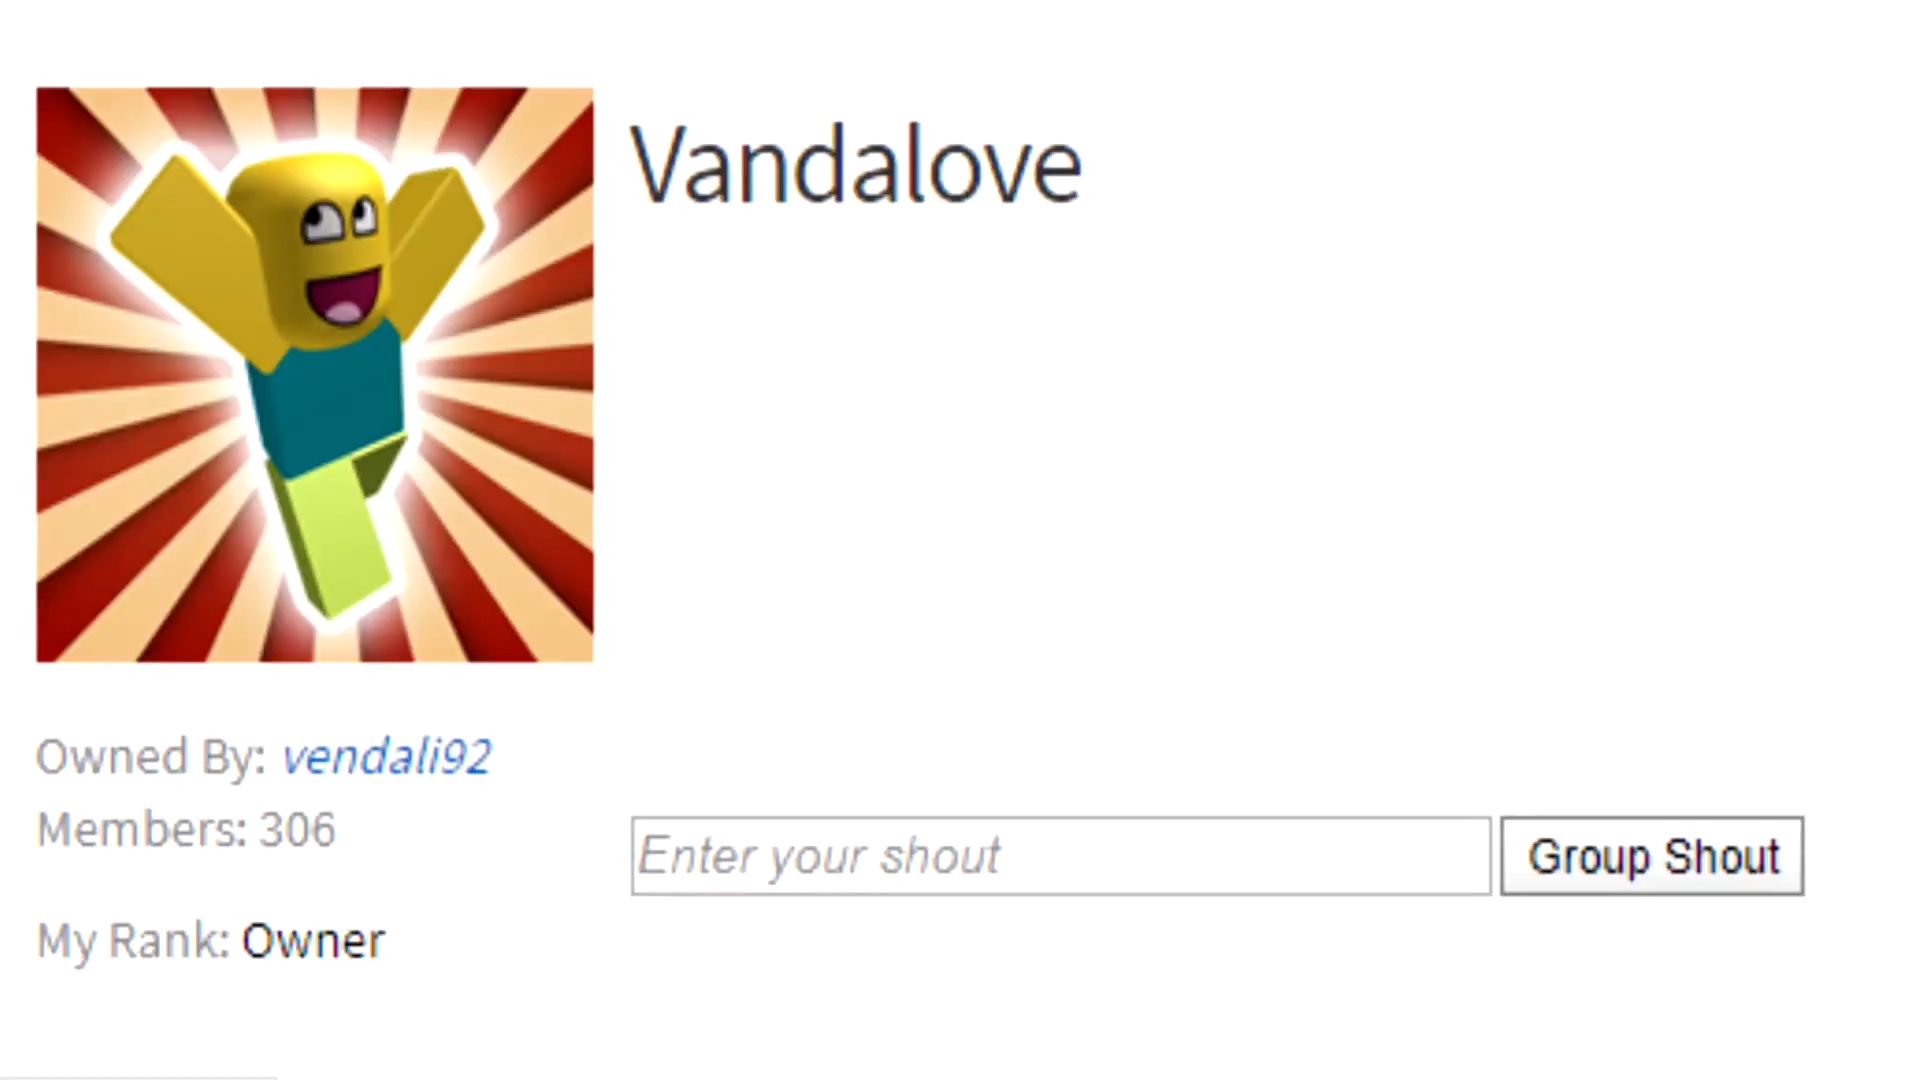 Vandalove
Owned By: vendali92
Members: 306
Enter your shout
Group Shout
My Rank: Owner